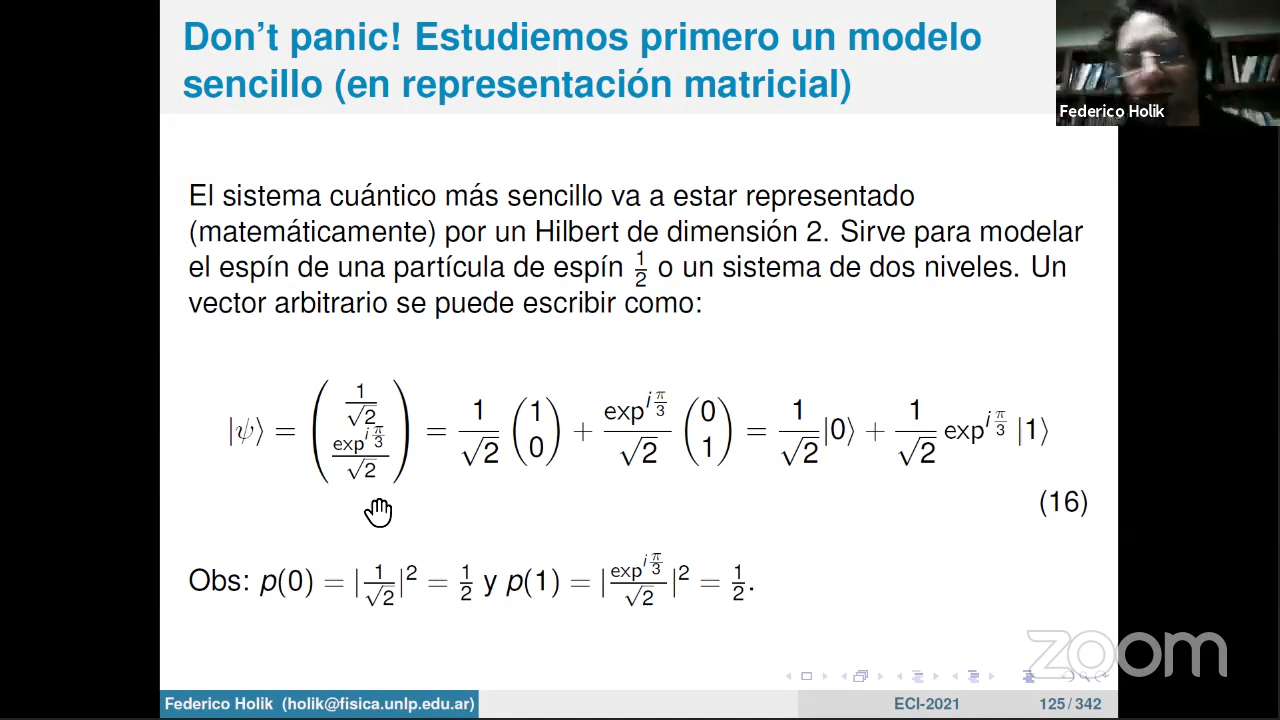 Don't panic! Estudiemos primero un modelo
sencillo (en representación matricial)
Federico Holik
El sistema cuántico más sencillo va a estar representado
(matemáticamente) por un Hilbert de dimensión 2. Sirve para modelar
el espín de una partícula de espín 1/2 o un sistema de dos niveles. Un
vector arbitrario se puede escribir como:
|ψ⟩ = ( 1/√2 ; exp^{i π/3}/√2 ) = 1/√2 ( 1 ; 0 ) + exp^{i π/3}/√2 ( 0 ; 1 ) = 1/√2 |0⟩ + 1/√2 exp^{i π/3} |1⟩
(16)
Obs: p(0) = |1/√2|² = 1/2 y p(1) = |exp^{i π/3}/√2|² = 1/2.
zoom
Federico Holik (holik@fisica.unlp.edu.ar) ECI-2021 125 / 342